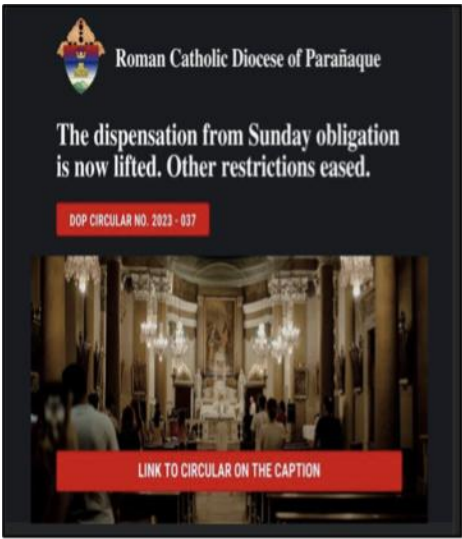 Roman Catholic Diocese of Parañaque
The dispensation from Sunday obligation
is now lifted. Other restrictions eased.
DOP CIRCULAR NO. 2023 - 037
LINK TO CIRCULAR ON THE CAPTION